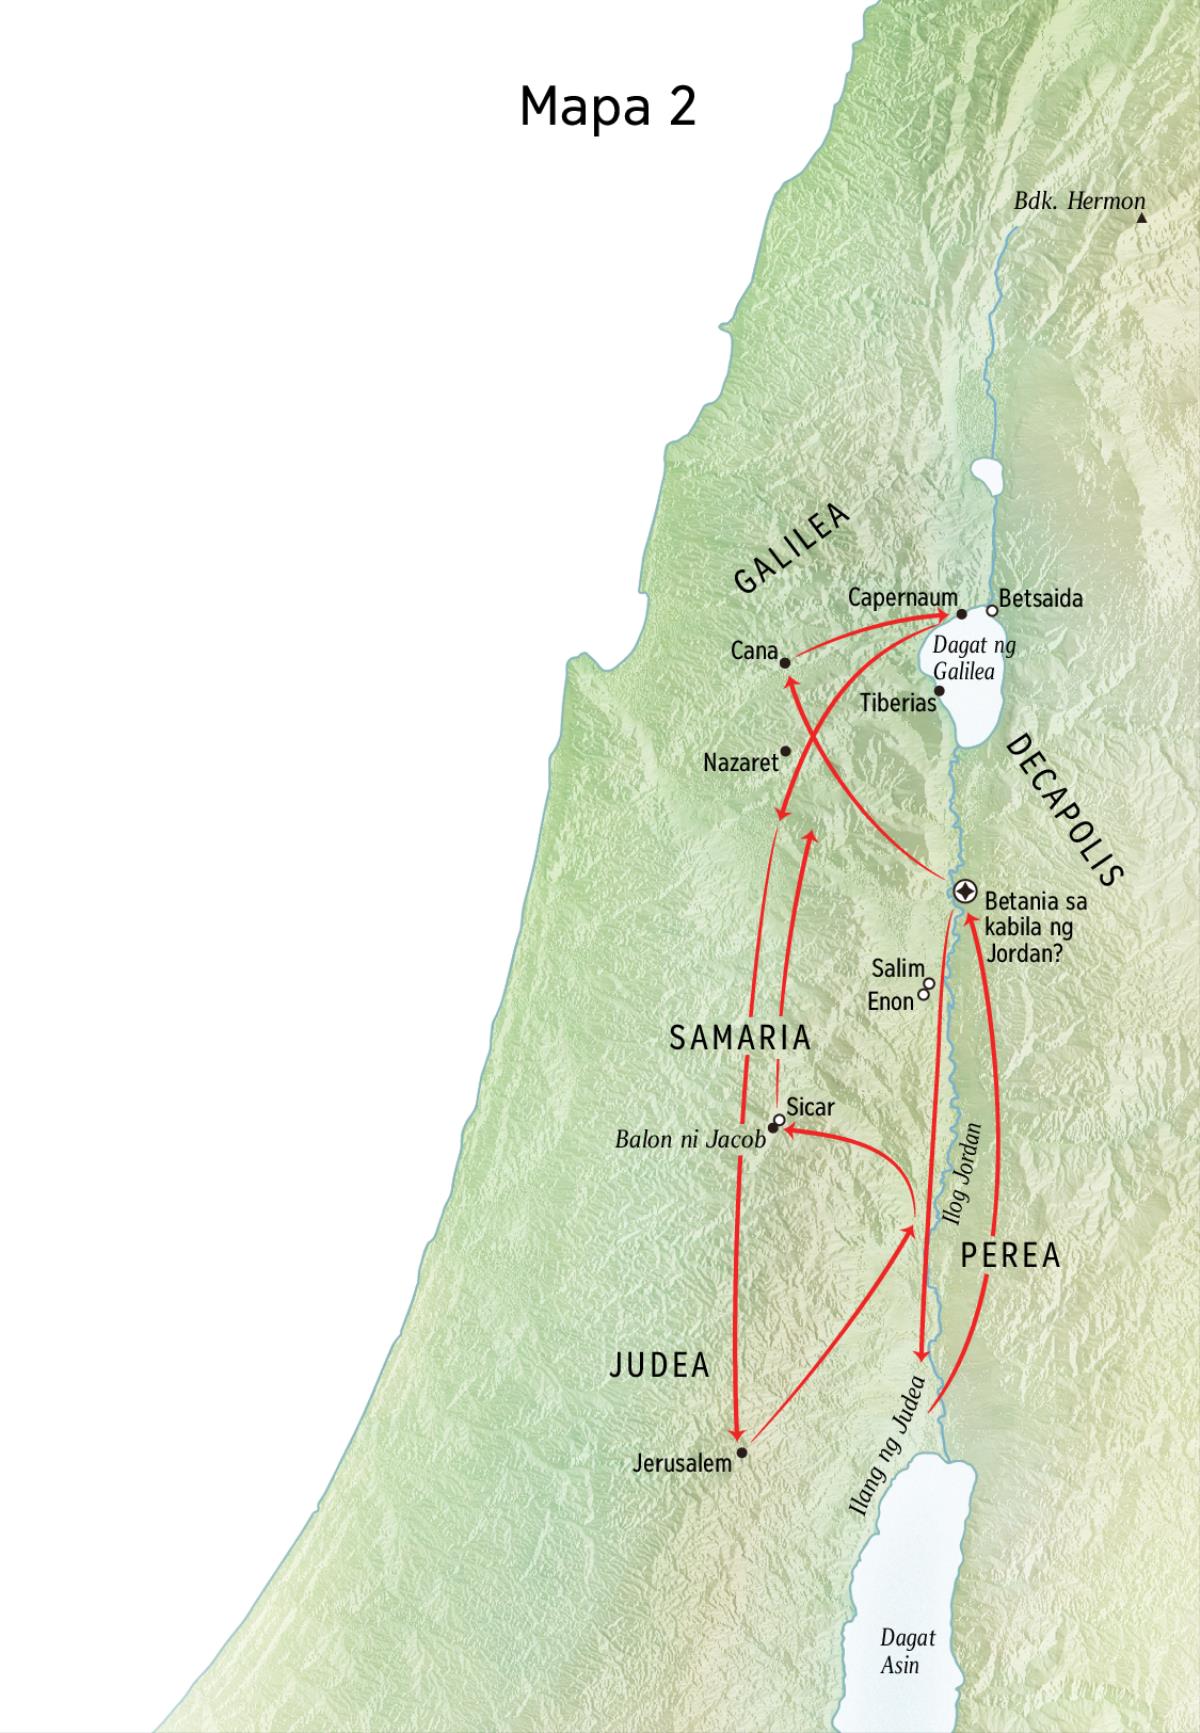 Mapa 2
Bdk. Hermon
GALILEA
Capernaum
Betsaida
Cana
Dagat ng
Galilea
Tiberias
Nazaret
DECAPOLIS
Betania sa
kabila ng
Jordan?
Salim
Enon
SAMARIA
Sicar
Balon ni Jacob
Ilog Jordan
PEREA
JUDEA
Ilang ng Judea
Jerusalem
Dagat
Asin